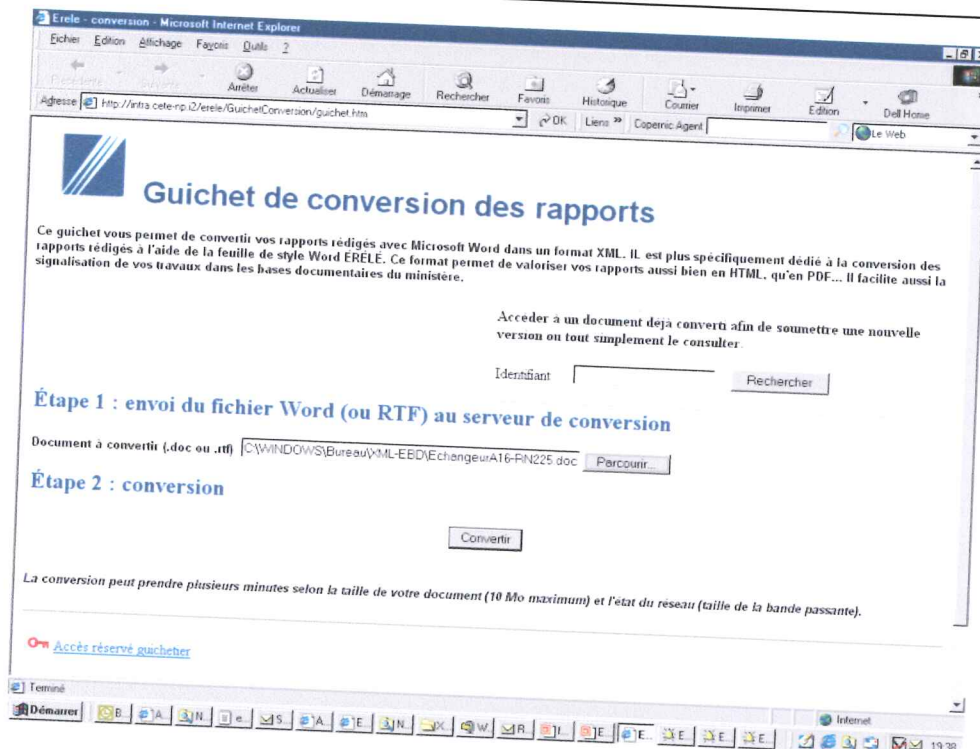 Erele - conversion - Microsoft Internet Explorer
Fichier Edition Affichage Favoris Outils ?
Arrêter Actualiser Démarrage Rechercher Favoris Historique Courrier Imprimer Edition Dell Home
Adresse http://intra.cete-np.i2/erele/GuichetConversion/guichet.htm OK Liens » Copernic Agent Le Web
Guichet de conversion des rapports
Ce guichet vous permet de convertir vos rapports rédigés avec Microsoft Word dans un format XML. IL est plus spécifiquement dédié à la conversion des
rapports rédigés à l'aide de la feuille de style Word ÉRÉLÉ. Ce format permet de valoriser vos rapports aussi bien en HTML, qu'en PDF... Il facilite aussi la
signalisation de vos travaux dans les bases documentaires du ministère.
Accéder à un document déjà converti afin de soumettre une nouvelle
version ou tout simplement le consulter.
Identifiant Rechercher
Étape 1 : envoi du fichier Word (ou RTF) au serveur de conversion
Document à convertir (.doc ou .rtf) C:\WINDOWS\Bureau\XML-EBD\EchangeurA16-RN225.doc Parcourir...
Étape 2 : conversion
Convertir
La conversion peut prendre plusieurs minutes selon la taille de votre document (10 Mo maximum) et l'état du réseau (taille de la bande passante).
Accès réservé guichetier
Terminé Internet
Démarrer B... A... N... e... S... A... E... N... X... W... R... E... E... E... E... E... 19:38